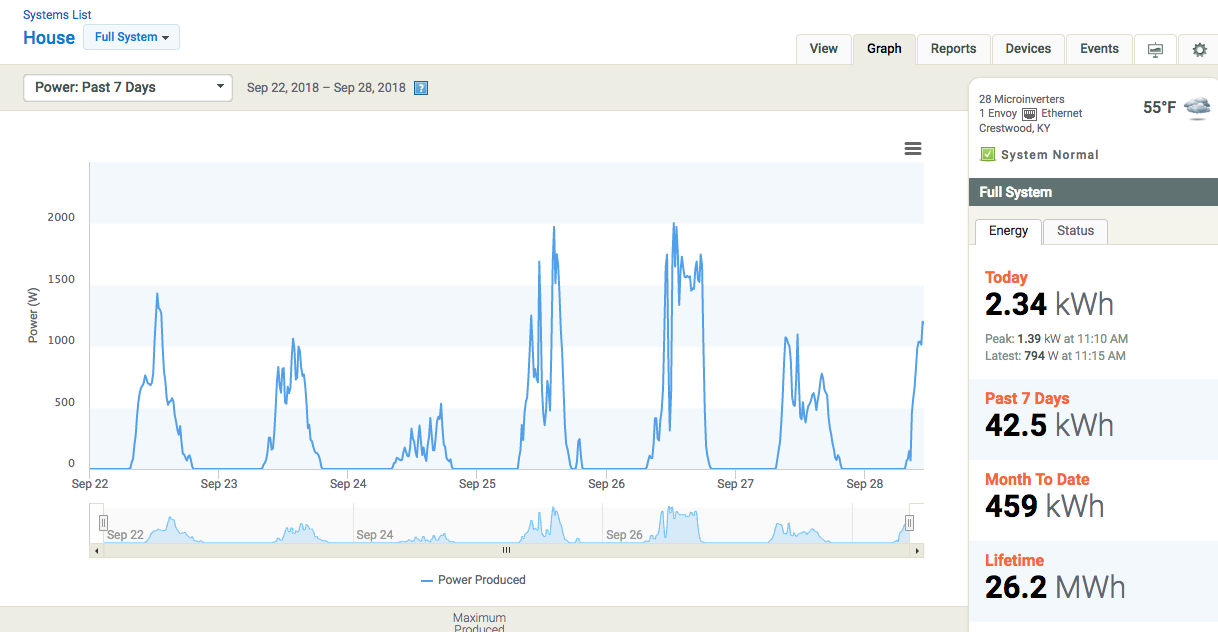 Systems List
House Full System
View Graph Reports Devices Events
Power: Past 7 Days Sep 22, 2018 – Sep 28, 2018 ?
28 Microinverters
1 Envoy Ethernet
Crestwood, KY
55°F
System Normal
Full System
Energy Status
Today
2.34 kWh
Peak: 1.39 kW at 11:10 AM
Latest: 794 W at 11:15 AM
Past 7 Days
42.5 kWh
Month To Date
459 kWh
Lifetime
26.2 MWh
Power (W)
2000
1500
1000
500
0
Sep 22 Sep 23 Sep 24 Sep 25 Sep 26 Sep 27 Sep 28
Sep 22 Sep 24 Sep 26
Power Produced
Maximum
Produced